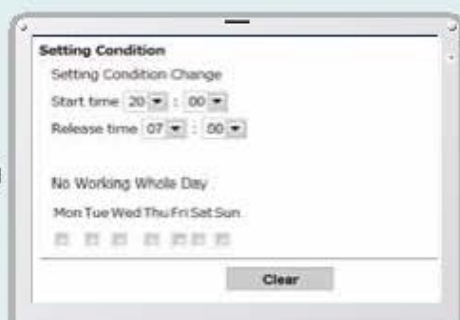 Setting Condition
Setting Condition Change
Start time 20 : 00
Release time 07 : 00
No Working Whole Day
Mon Tue Wed Thu Fri Sat Sun
Clear